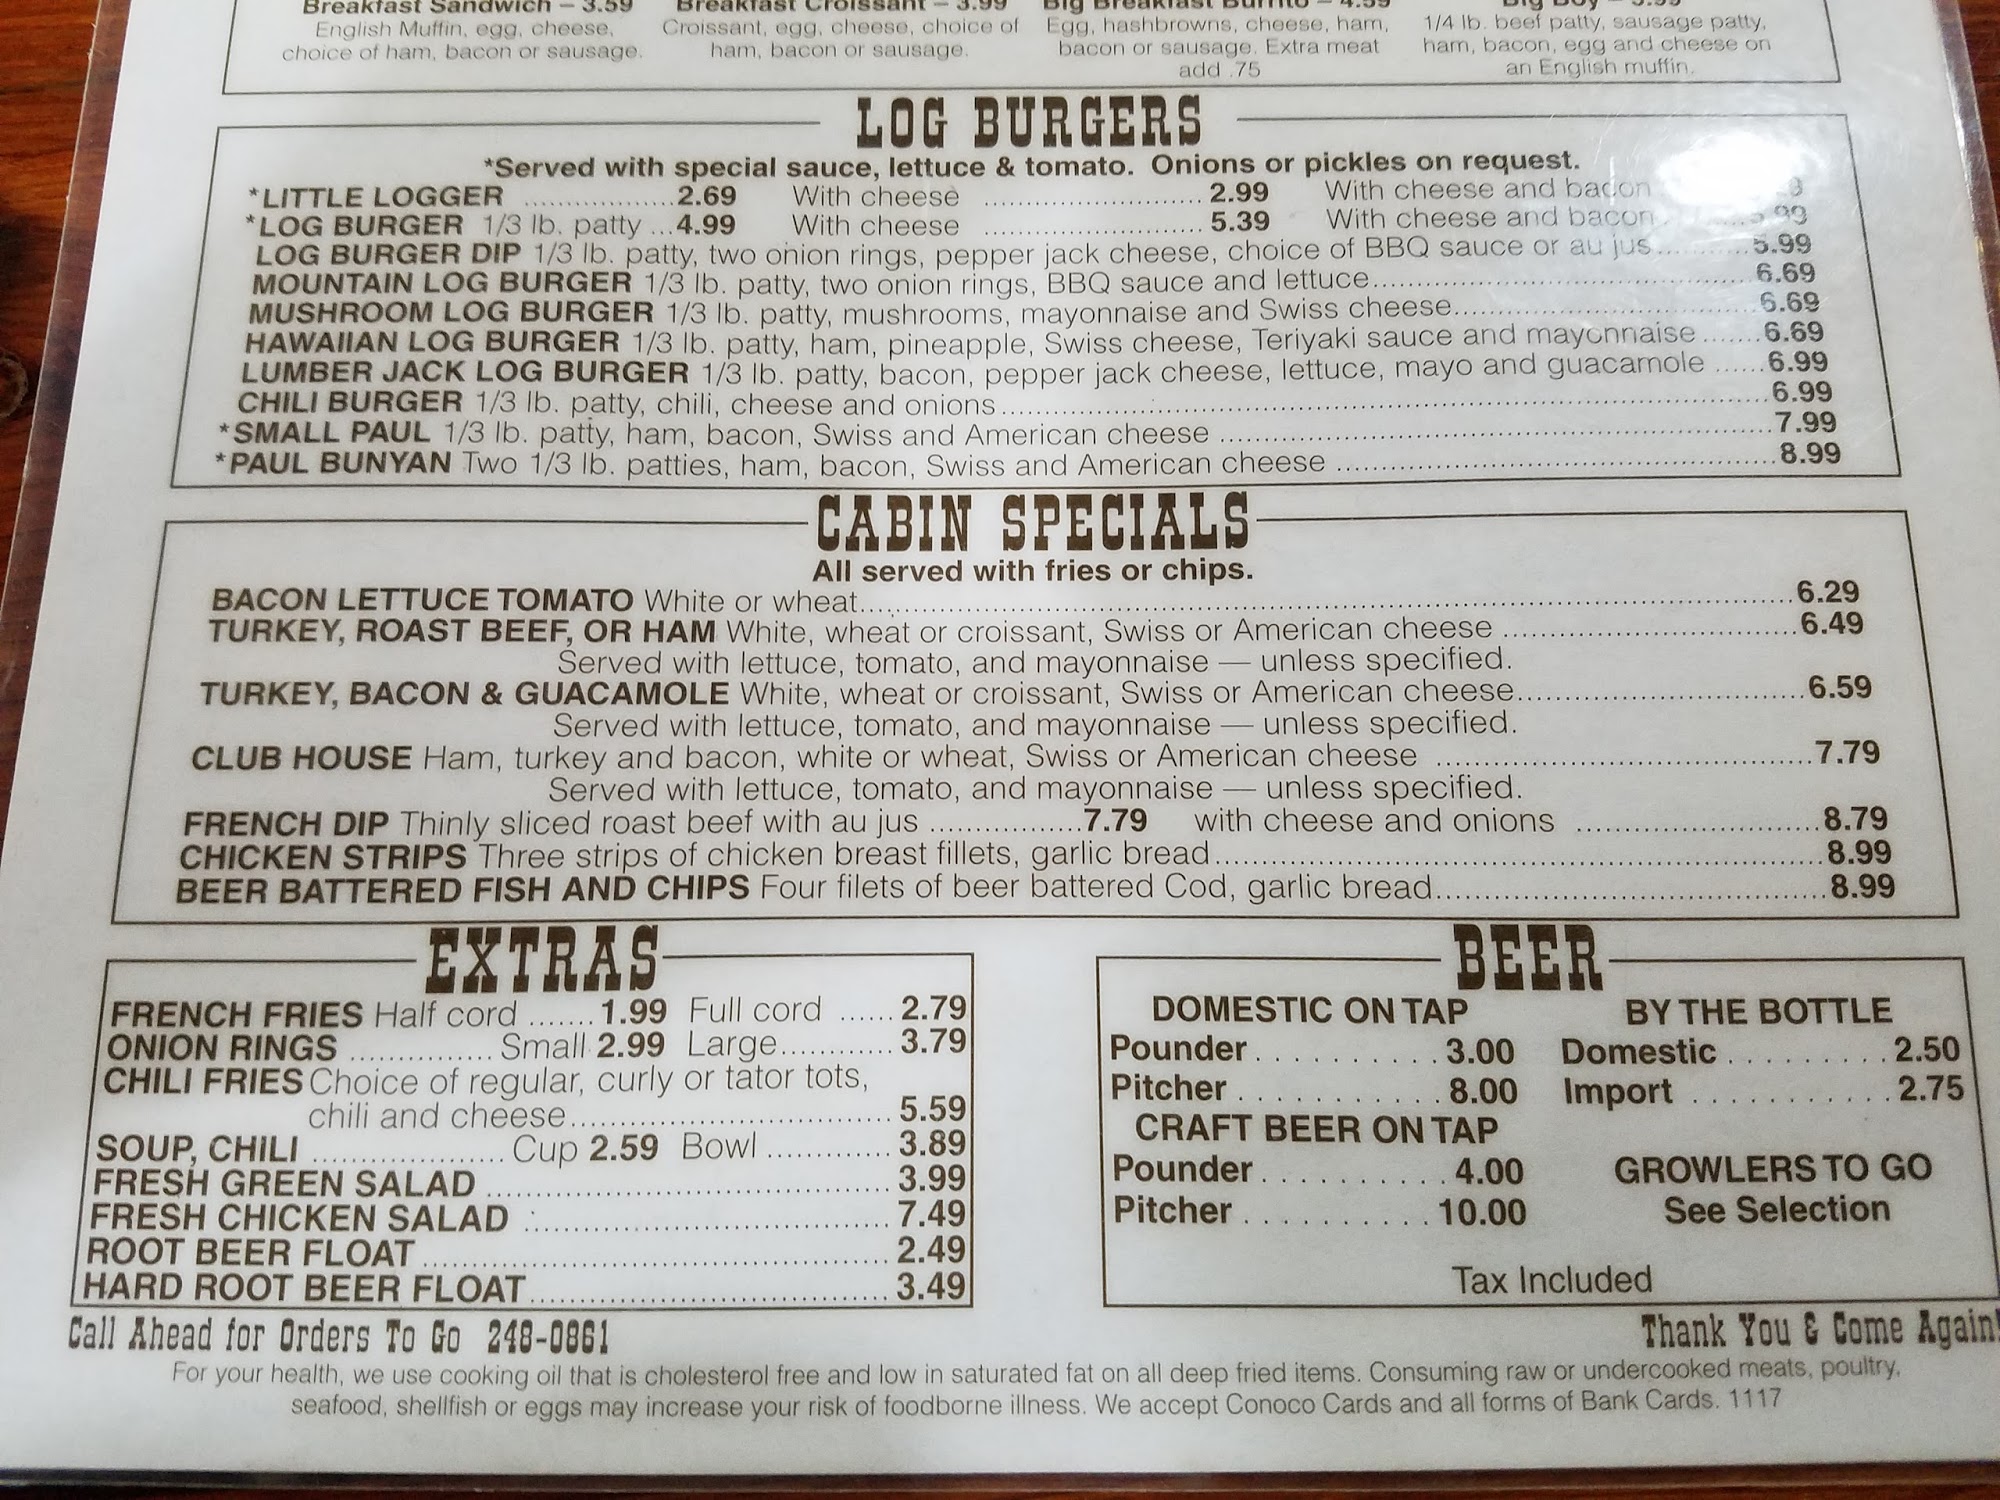 Breakfast Sandwich – 3.59 Breakfast Croissant – 3.99 Big Breakfast Burrito – 4.59 Big Boy – 5.99
English Muffin, egg, cheese, Croissant, egg, cheese, choice of Egg, hashbrowns, cheese, ham, 1/4 lb. beef patty, sausage patty,
choice of ham, bacon or sausage. ham, bacon or sausage. bacon or sausage. Extra meat ham, bacon, egg and cheese on
add .75 an English muffin.
LOG BURGERS
*Served with special sauce, lettuce & tomato. Onions or pickles on request.
*LITTLE LOGGER ..................2.69 With cheese .......................... 2.99 With cheese and bacon
*LOG BURGER 1/3 lb. patty ...4.99 With cheese .......................... 5.39 With cheese and bacon
LOG BURGER DIP 1/3 lb. patty, two onion rings, pepper jack cheese, choice of BBQ sauce or au jus...........5.99
MOUNTAIN LOG BURGER 1/3 lb. patty, two onion rings, BBQ sauce and lettuce.............................................6.69
MUSHROOM LOG BURGER 1/3 lb. patty, mushrooms, mayonnaise and Swiss cheese....................................6.69
HAWAIIAN LOG BURGER 1/3 lb. patty, ham, pineapple, Swiss cheese, Teriyaki sauce and mayonnaise .......6.69
LUMBER JACK LOG BURGER 1/3 lb. patty, bacon, pepper jack cheese, lettuce, mayo and guacamole ......6.99
CHILI BURGER 1/3 lb. patty, chili, cheese and onions............................................................................6.99
*SMALL PAUL 1/3 lb. patty, ham, bacon, Swiss and American cheese ..................................................7.99
*PAUL BUNYAN Two 1/3 lb. patties, ham, bacon, Swiss and American cheese .......................................8.99
CABIN SPECIALS
All served with fries or chips.
BACON LETTUCE TOMATO White or wheat.......................................................................................6.29
TURKEY, ROAST BEEF, OR HAM White, wheat or croissant, Swiss or American cheese ..........................6.49
Served with lettuce, tomato, and mayonnaise — unless specified.
TURKEY, BACON & GUACAMOLE White, wheat or croissant, Swiss or American cheese...........................6.59
Served with lettuce, tomato, and mayonnaise — unless specified.
CLUB HOUSE Ham, turkey and bacon, white or wheat, Swiss or American cheese ...................................7.79
Served with lettuce, tomato, and mayonnaise — unless specified.
FRENCH DIP Thinly sliced roast beef with au jus .................7.79 with cheese and onions .......................8.79
CHICKEN STRIPS Three strips of chicken breast fillets, garlic bread........................................................8.99
BEER BATTERED FISH AND CHIPS Four filets of beer battered Cod, garlic bread....................................8.99
EXTRAS
FRENCH FRIES Half cord .......1.99 Full cord ......2.79
ONION RINGS ............... Small 2.99 Large............3.79
CHILI FRIES Choice of regular, curly or tator tots,
chili and cheese..................................5.59
SOUP, CHILI .................... Cup 2.59 Bowl .............3.89
FRESH GREEN SALAD ..........................................3.99
FRESH CHICKEN SALAD .......................................7.49
ROOT BEER FLOAT ................................................2.49
HARD ROOT BEER FLOAT.....................................3.49
BEER
DOMESTIC ON TAP BY THE BOTTLE
Pounder . . . . . . . . . . 3.00 Domestic . . . . . . . . . 2.50
Pitcher . . . . . . . . . . . 8.00 Import . . . . . . . . . . . 2.75
CRAFT BEER ON TAP
Pounder . . . . . . . . . . 4.00 GROWLERS TO GO
Pitcher . . . . . . . . . . 10.00 See Selection
Tax Included
Call Ahead for Orders To Go 248-0861 Thank You & Come Again!
For your health, we use cooking oil that is cholesterol free and low in saturated fat on all deep fried items. Consuming raw or undercooked meats, poultry,
seafood, shellfish or eggs may increase your risk of foodborne illness. We accept Conoco Cards and all forms of Bank Cards. 1117